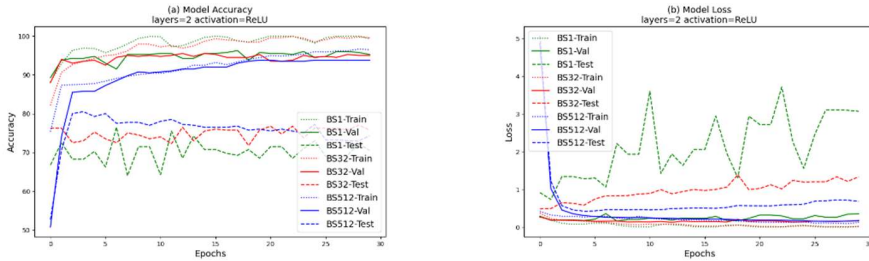 (a) Model Accuracy
layers=2 activation=ReLU
100
90
80
70
60
50
Accuracy
0
5
10
15
20
25
30
Epochs
BS1-Train
BS1-Val
BS1-Test
BS32-Train
BS32-Val
BS32-Test
BS512-Train
BS512-Val
BS512-Test
(b) Model Loss
layers=2 activation=ReLU
5
4
3
2
1
0
Loss
0
5
10
15
20
25
30
Epochs
BS1-Train
BS1-Val
BS1-Test
BS32-Train
BS32-Val
BS32-Test
BS512-Train
BS512-Val
BS512-Test